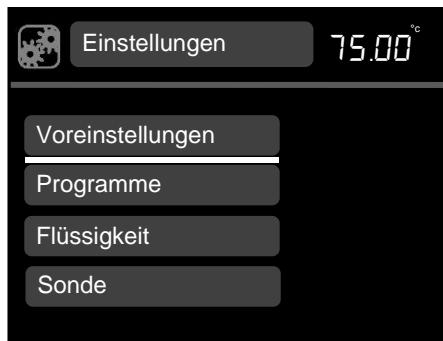 Einstellungen 75.00°c
Voreinstellungen
Programme
Flüssigkeit
Sonde